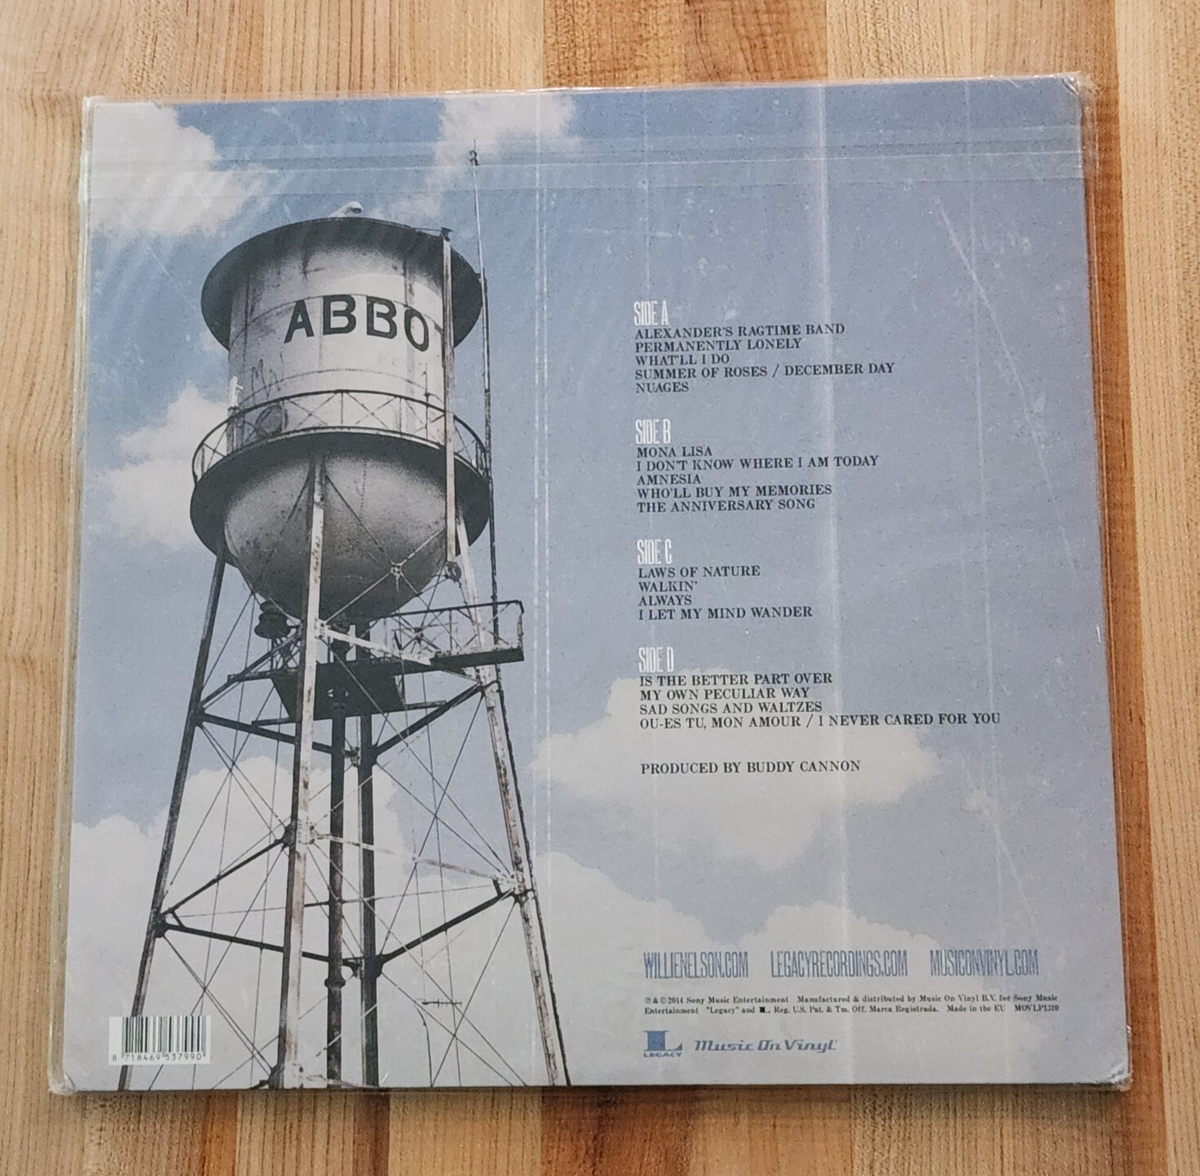 ABBO
SIDE A
ALEXANDER'S RAGTIME BAND
PERMANENTLY LONELY
WHAT'LL I DO
SUMMER OF ROSES / DECEMBER DAY
NUAGES
SIDE B
MONA LISA
I DON'T KNOW WHERE I AM TODAY
AMNESIA
WHO'LL BUY MY MEMORIES
THE ANNIVERSARY SONG
SIDE C
LAWS OF NATURE
WALKIN'
ALWAYS
I LET MY MIND WANDER
SIDE D
IS THE BETTER PART OVER
MY OWN PECULIAR WAY
SAD SONGS AND WALTZES
OU-ES TU, MON AMOUR / I NEVER CARED FOR YOU
PRODUCED BY BUDDY CANNON
WILLIENELSON.COM LEGACYRECORDINGS.COM MUSICONVINYL.COM
℗ & © 2014 Sony Music Entertainment Manufactured & distributed by Music On Vinyl B.V. for Sony Music
Entertainment "Legacy" and L, Reg. U.S. Pat. & Tm. Off. Marca Registrada. Made in the EU MOVLP1310
L LEGACY Music On Vinyl
8 718469 537990